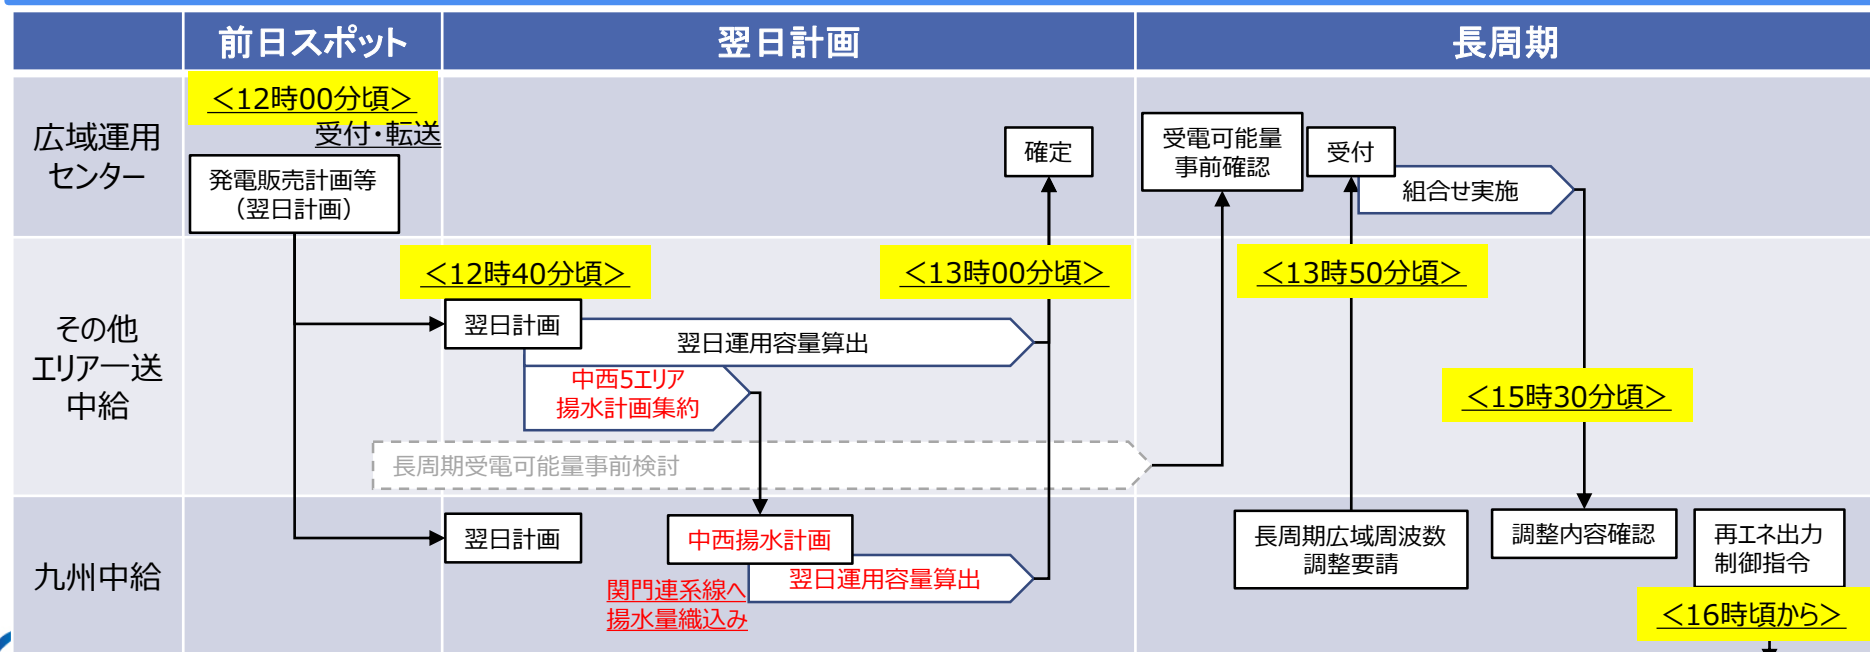 前日スポット
翌日計画
長周期
広域運用
センター
＜12時00分頃＞
受付・転送
発電販売計画等
（翌日計画）
確定
受電可能量
事前確認
受付
組合せ実施
その他
エリア一送
中給
＜12時40分頃＞
＜13時00分頃＞
＜13時50分頃＞
翌日計画
翌日運用容量算出
中西5エリア
揚水計画集約
＜15時30分頃＞
長周期受電可能量事前検討
九州中給
翌日計画
中西揚水計画
翌日運用容量算出
関門連系線へ
揚水量織込み
長周期広域周波数
調整要請
調整内容確認
再エネ出力
制御指令
＜16時頃から＞